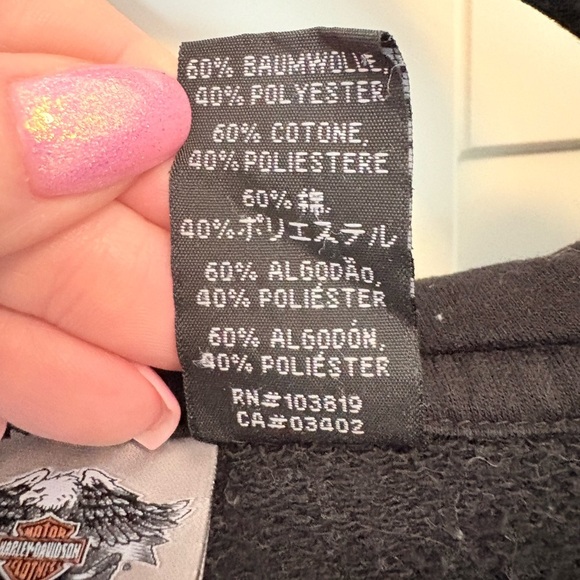 60% BAUMWOLLE,
40% POLYESTER
60% COTONE,
40% POLIESTERE
60% 綿,
40%ポリエステル
60% ALGODÃO,
40% POLIÉSTER
60% ALGODÓN,
40% POLIÉSTER
RN#103819
CA#03402
MOTOR
HARLEY-DAVIDSON
CLOTHES